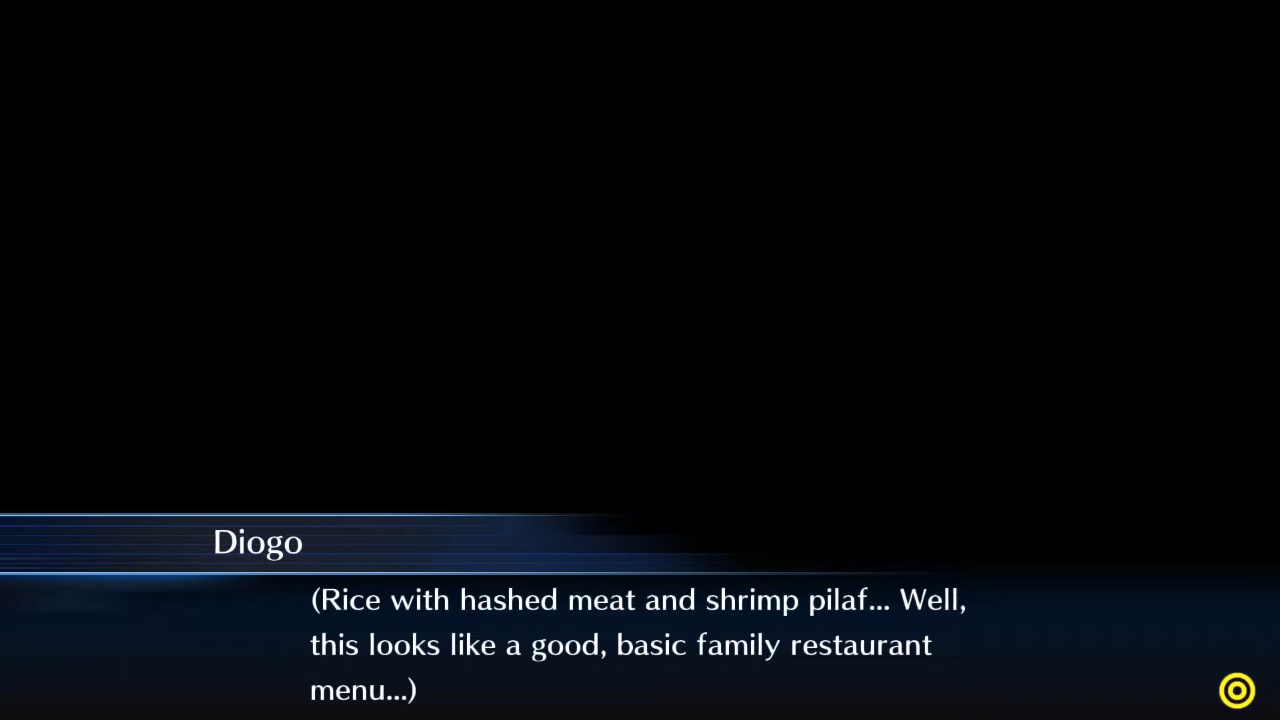 Diogo
(Rice with hashed meat and shrimp pilaf... Well,
this looks like a good, basic family restaurant
menu...)